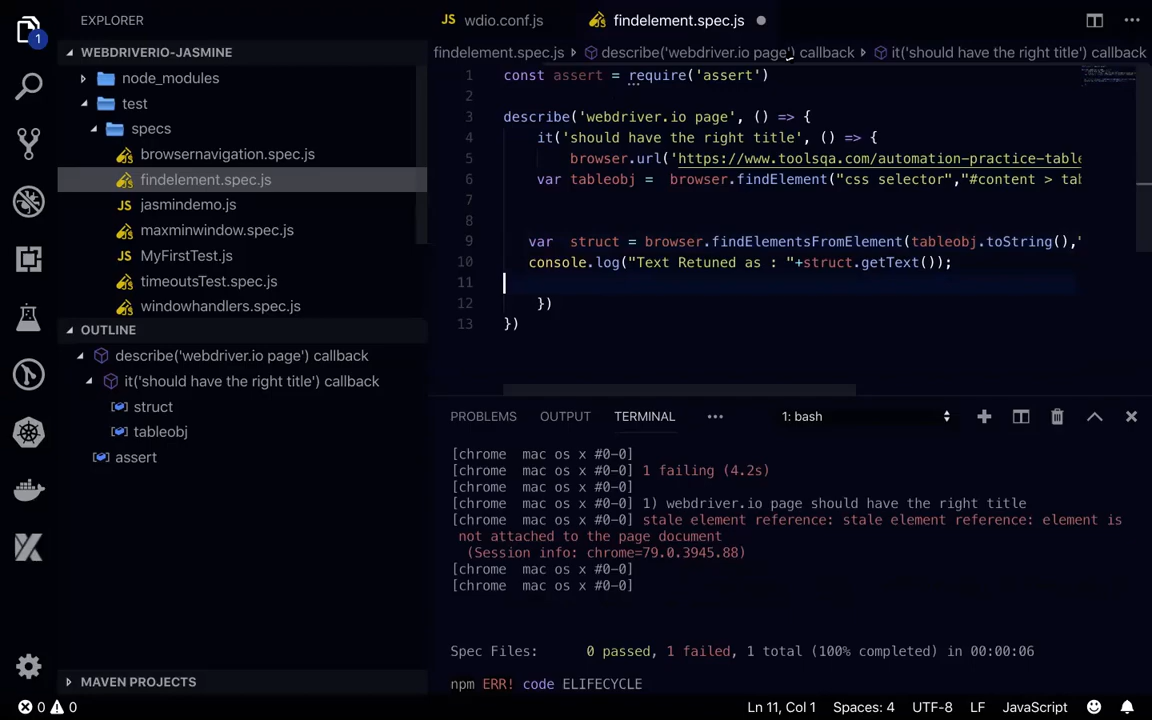 EXPLORER
1
WEBDRIVERIO-JASMINE
node_modules
test
specs
browsernavigation.spec.js
findelement.spec.js
JS jasmindemo.js
maxminwindow.spec.js
JS MyFirstTest.js
timeoutsTest.spec.js
windowhandlers.spec.js
OUTLINE
describe('webdriver.io page') callback
it('should have the right title') callback
struct
tableobj
assert
MAVEN PROJECTS
JS wdio.conf.js
findelement.spec.js
findelement.spec.js describe('webdriver.io page') callback it('should have the right title') callback
1 const assert = require('assert')
2
3 describe('webdriver.io page', () => {
4 it('should have the right title', () => {
5 browser.url('https://www.toolsqa.com/automation-practice-table
6 var tableobj = browser.findElement("css selector","#content > tab
7
8
9 var struct = browser.findElementsFromElement(tableobj.toString(),"
10 console.log("Text Retuned as : "+struct.getText());
11
12 })
13 })
PROBLEMS OUTPUT TERMINAL ••• 1: bash
[chrome mac os x #0-0]
[chrome mac os x #0-0] 1 failing (4.2s)
[chrome mac os x #0-0]
[chrome mac os x #0-0] 1) webdriver.io page should have the right title
[chrome mac os x #0-0] stale element reference: stale element reference: element is
not attached to the page document
(Session info: chrome=79.0.3945.88)
[chrome mac os x #0-0]
[chrome mac os x #0-0]
Spec Files: 0 passed, 1 failed, 1 total (100% completed) in 00:00:06
npm ERR! code ELIFECYCLE
0 0 Ln 11, Col 1 Spaces: 4 UTF-8 LF JavaScript